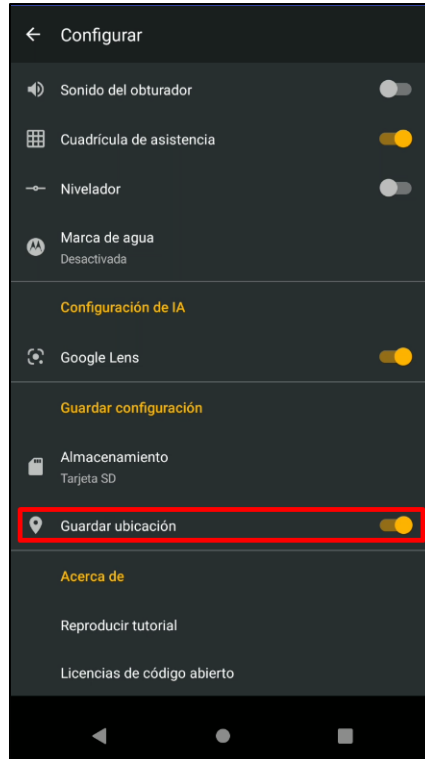 Configurar
Sonido del obturador
Cuadrícula de asistencia
Nivelador
Marca de agua
Desactivada
Configuración de IA
Google Lens
Guardar configuración
Almacenamiento
Tarjeta SD
Guardar ubicación
Acerca de
Reproducir tutorial
Licencias de código abierto